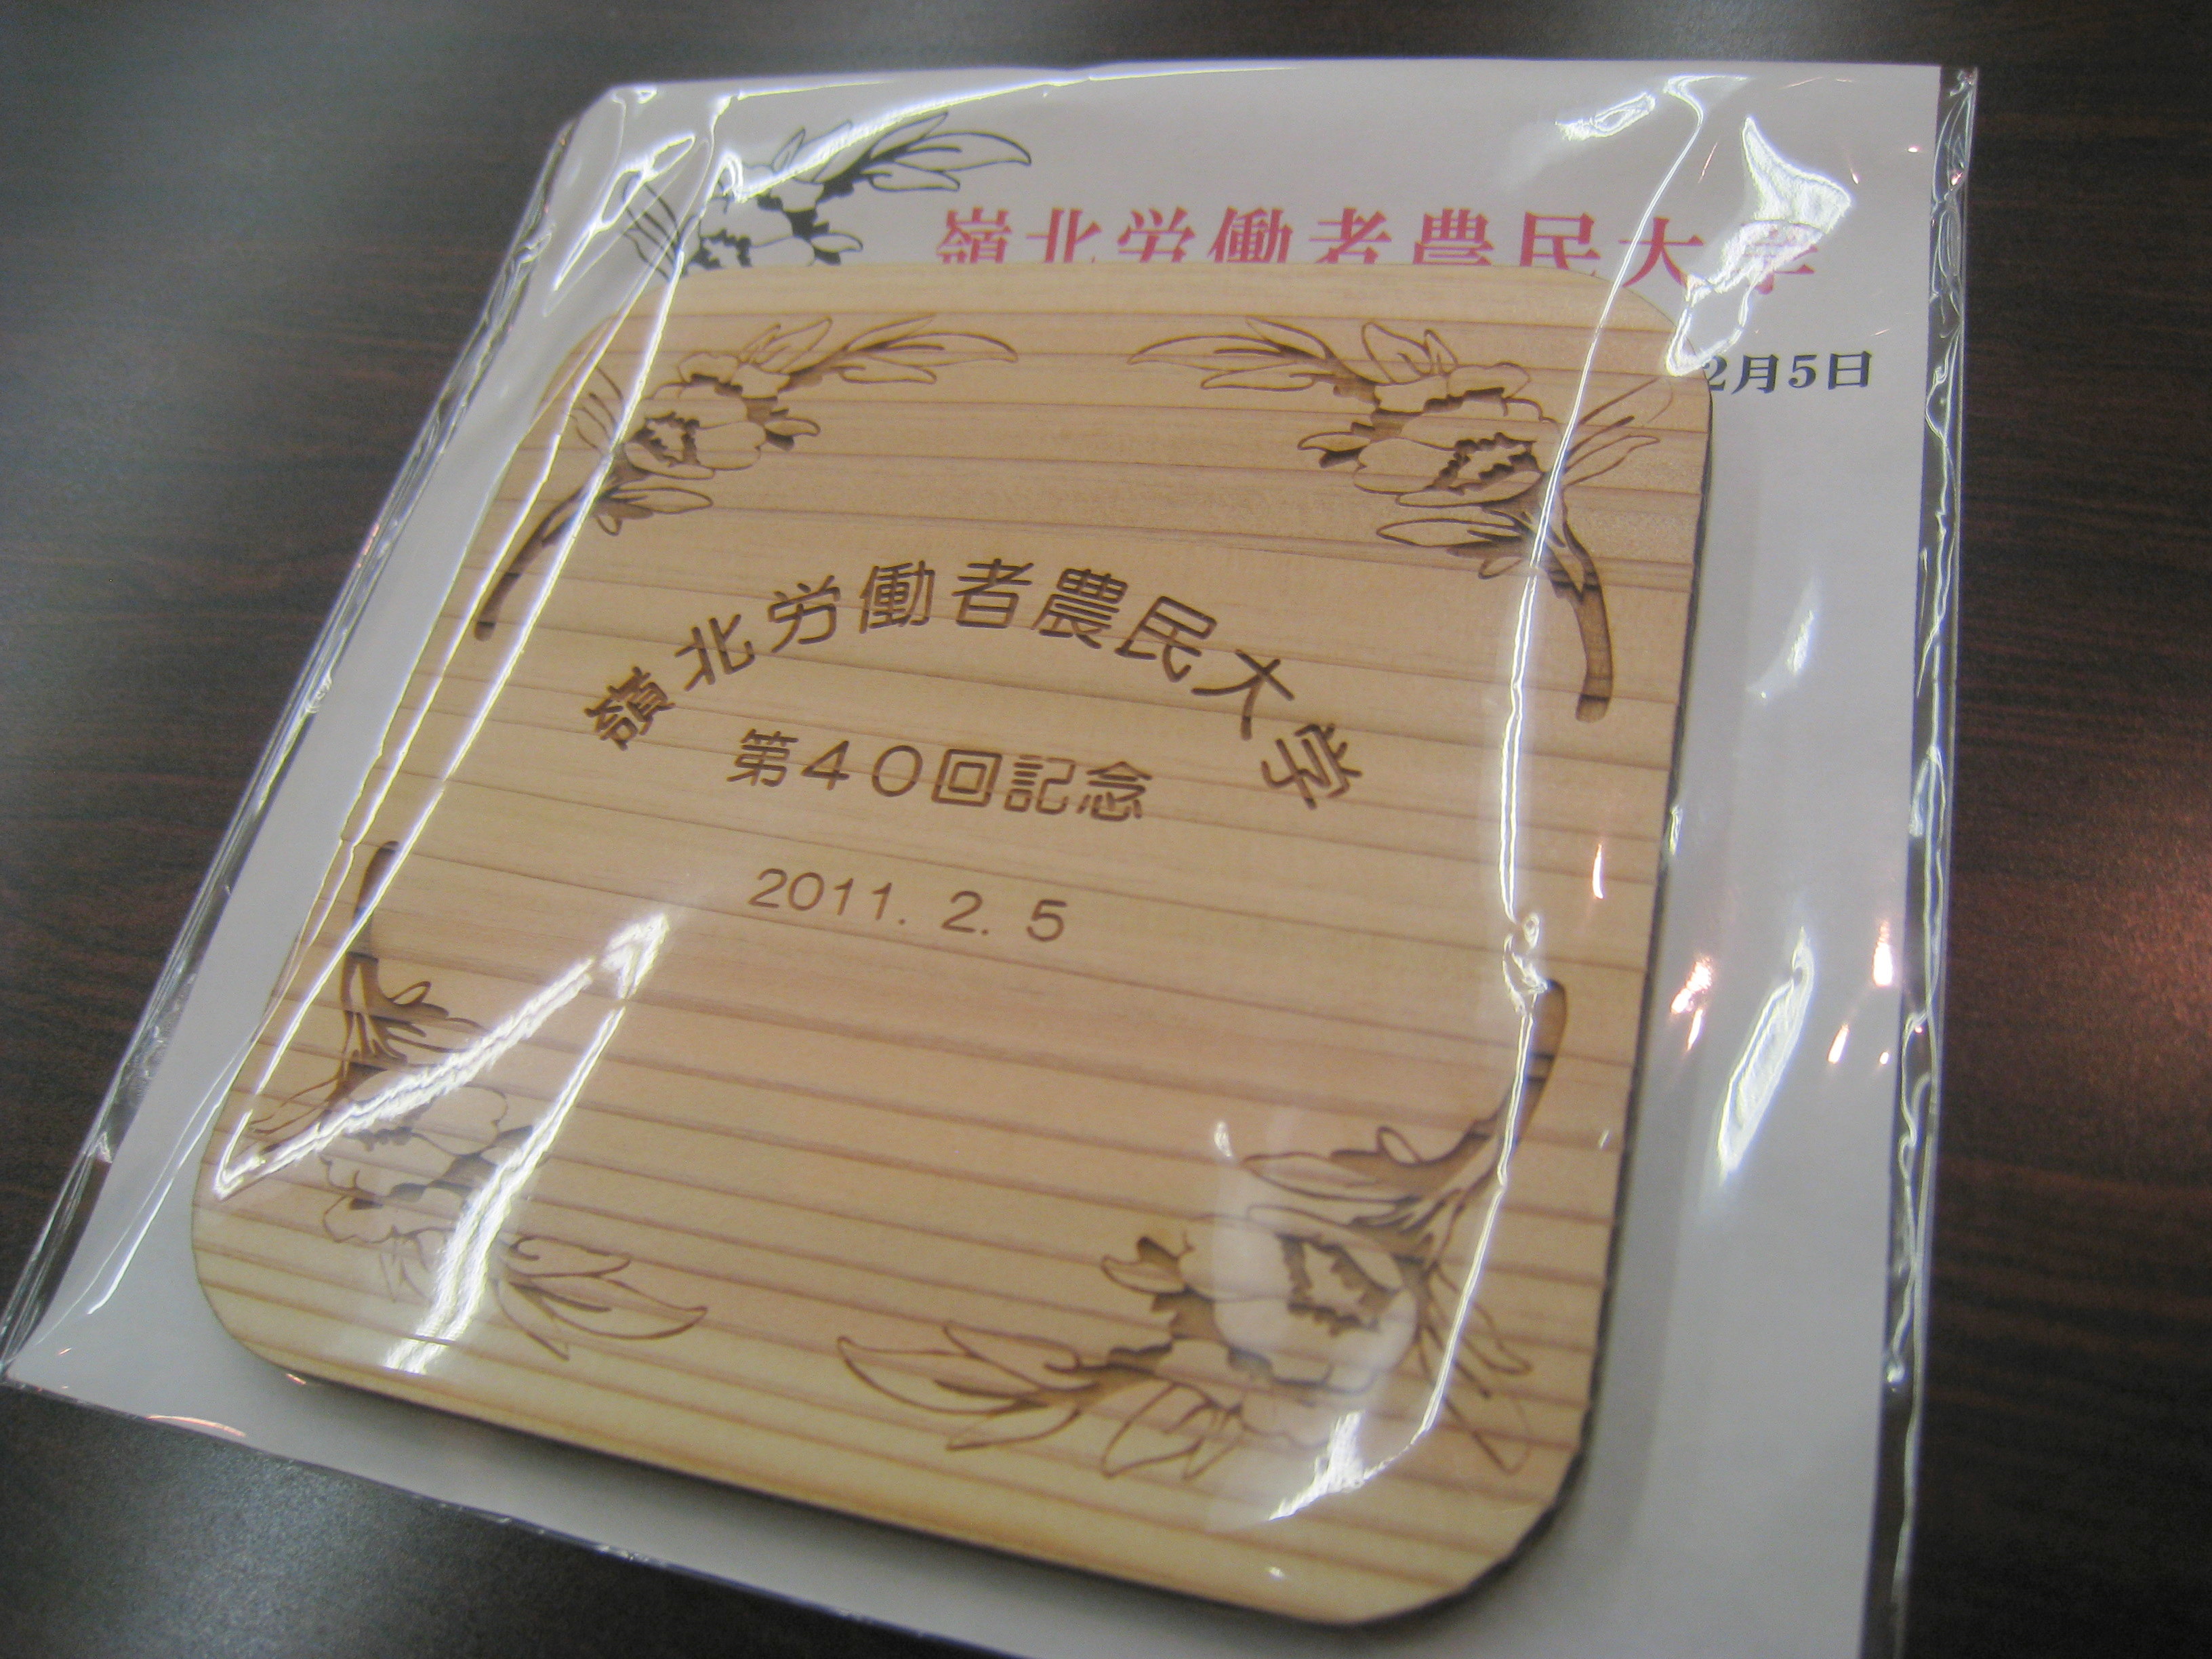 嶺北労働者農民大学
2月5日
嶺北労働者農民大学
第４０回記念
2011. 2. 5